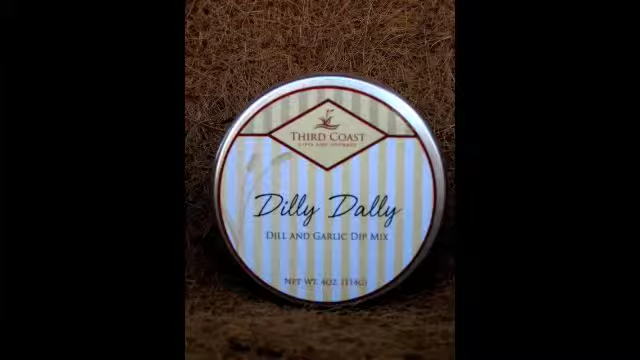 THIRD COAST
Dilly Dally
DILL AND GARLIC DIP MIX
NET WT. 4OZ. (114G)